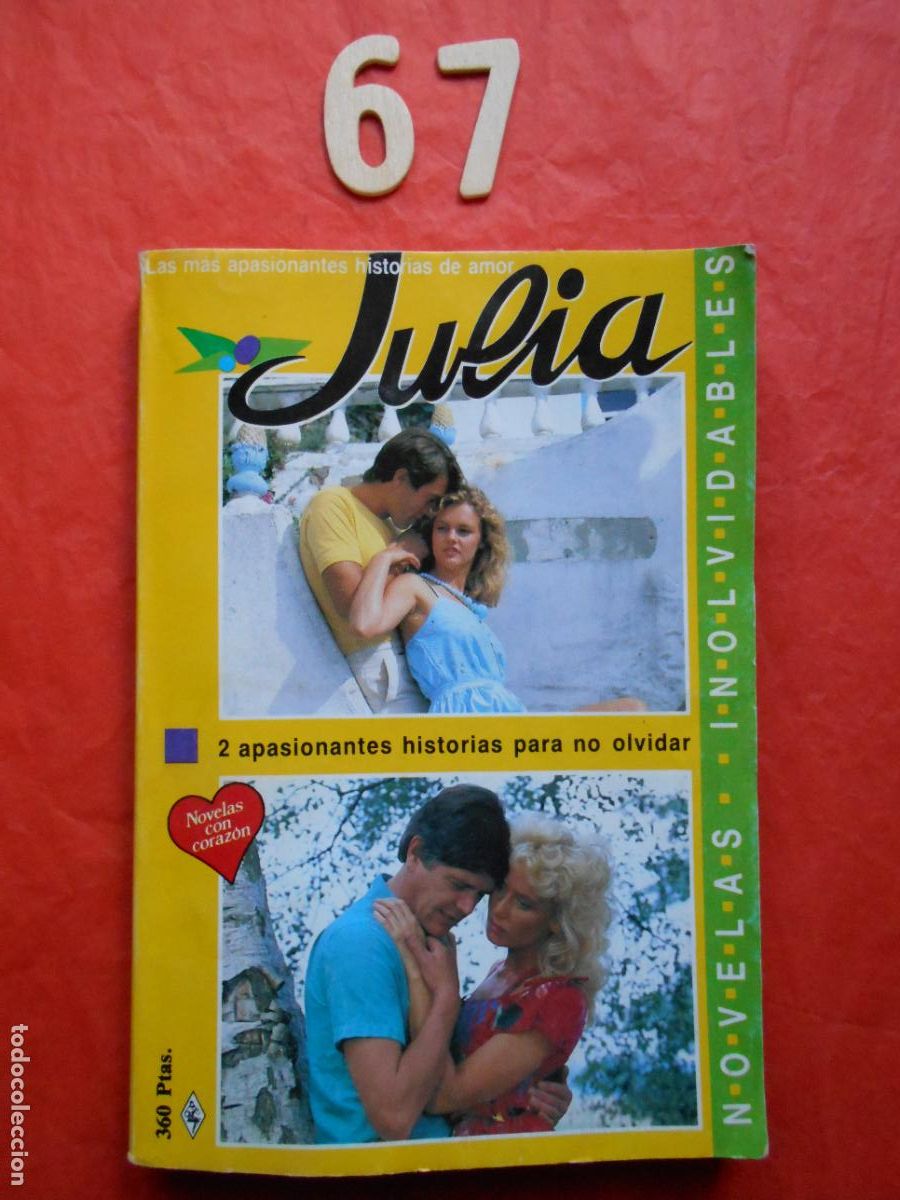 67
Las más apasionantes historias de amor
Julia
NOVELAS · INOLVIDABLES
2 apasionantes historias para no olvidar
Novelas
con
corazón
360 Ptas.
todocoleccion